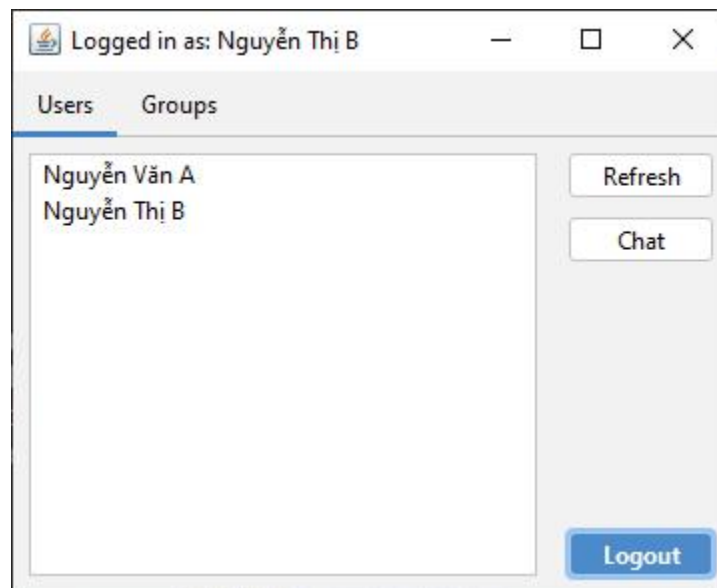 Logged in as: Nguyễn Thị B
Users Groups
Nguyễn Văn A
Nguyễn Thị B
Refresh
Chat
Logout